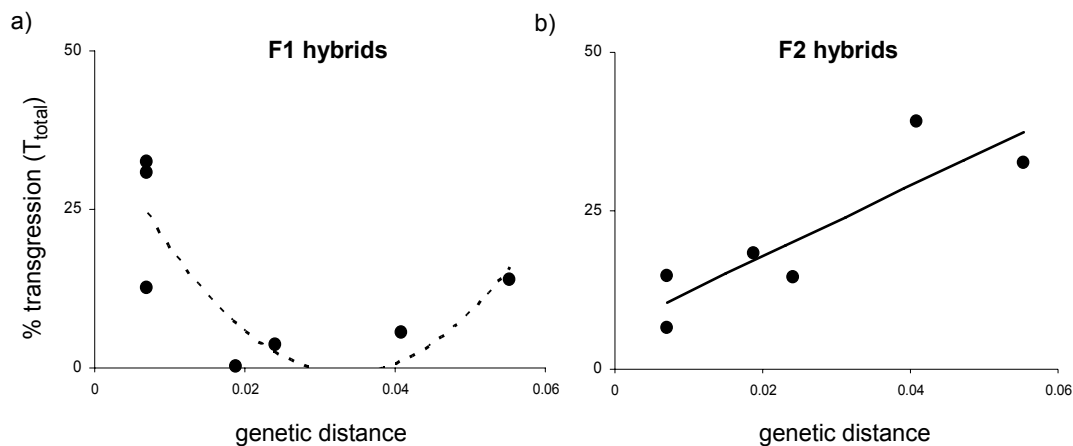 a)
F1 hybrids
50
25
0
% transgression (T_total)
0
0.02
0.04
0.06
genetic distance
b)
F2 hybrids
50
25
0
0
0.02
0.04
0.06
genetic distance